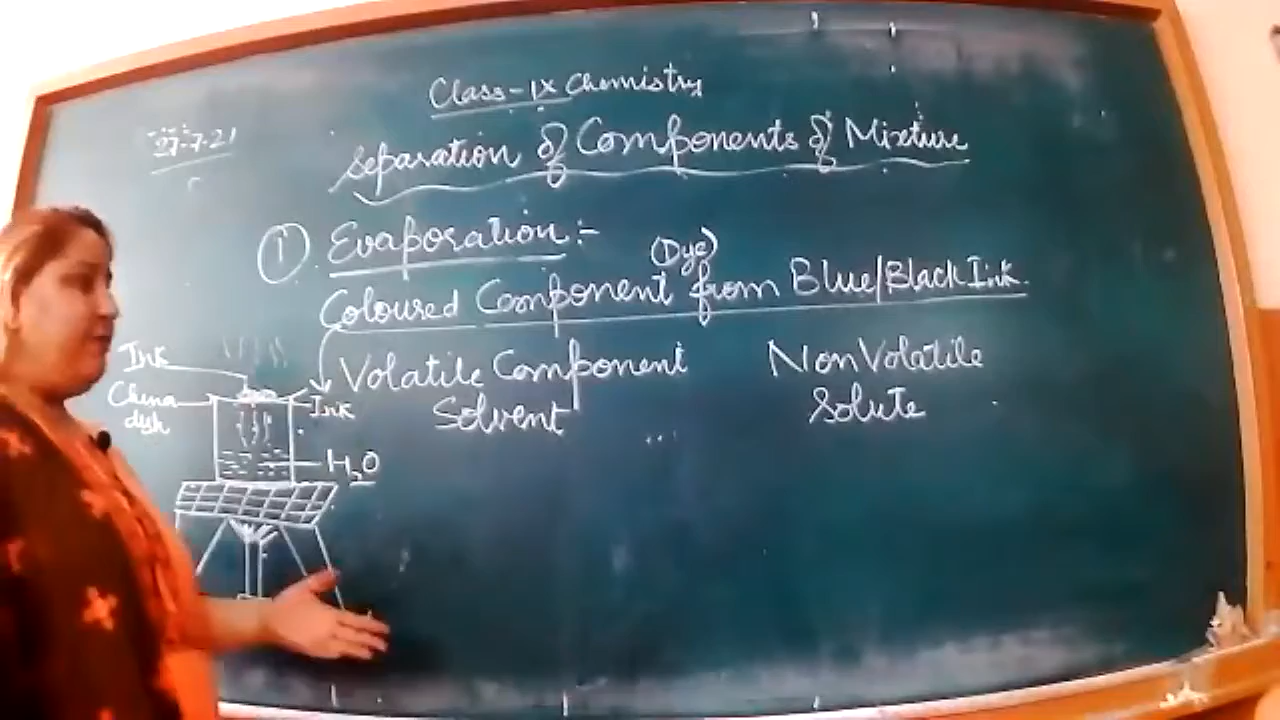 Class-IX Chemistry
27-7-21
Separation of Components of Mixture
① Evaporation :-
(Dye)
Coloured Component from Blue/Black Ink.
Volatile Component
Solvent
Non Volatile
Solute
Ink
China
dish
Ink
H₂O